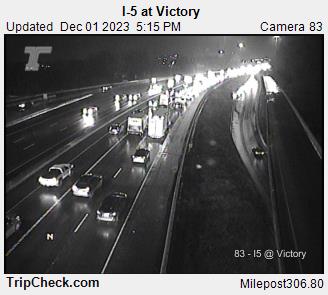 I-5 at Victory
Updated Dec 01 2023 5:15 PM Camera 83
T
N
83 - I5 @ Victory
TripCheck.com Milepost306.80